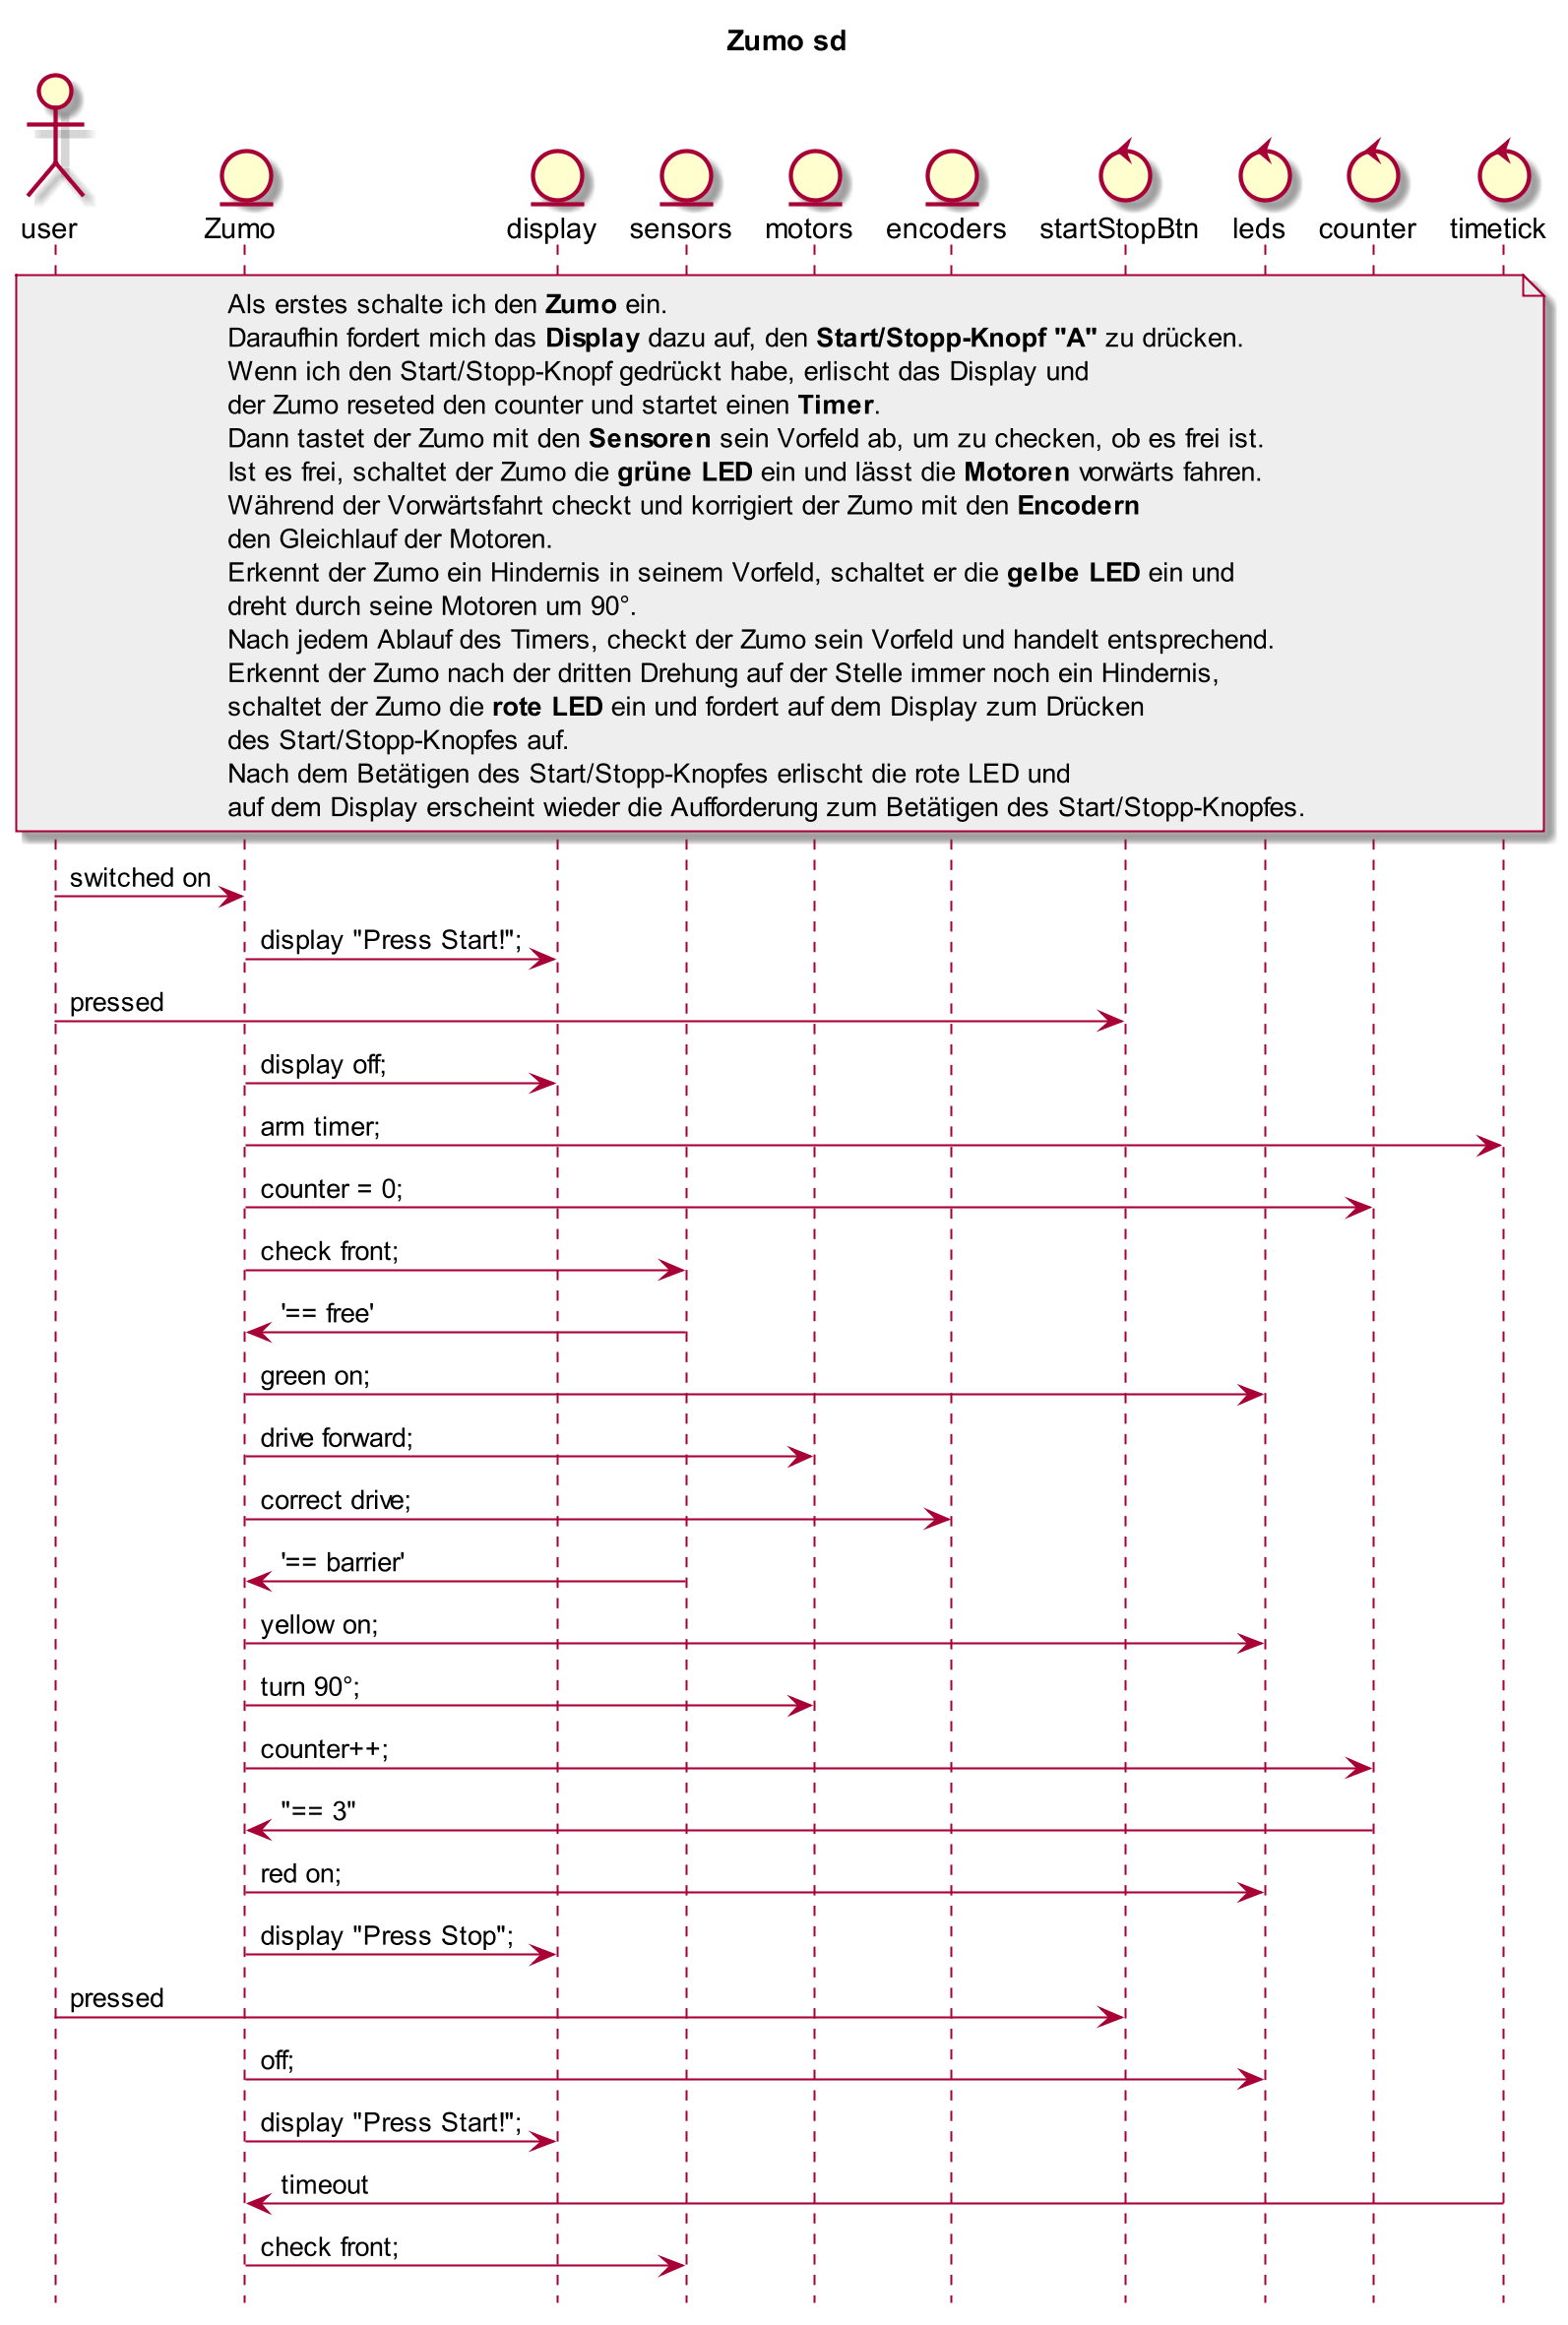 Zumo sd
user
Zumo
display
sensors
motors
encoders
startStopBtn
leds
counter
timetick
Als erstes schalte ich den Zumo ein.
Daraufhin fordert mich das Display dazu auf, den Start/Stopp-Knopf "A" zu drücken.
Wenn ich den Start/Stopp-Knopf gedrückt habe, erlischt das Display und
der Zumo reseted den counter und startet einen Timer.
Dann tastet der Zumo mit den Sensoren sein Vorfeld ab, um zu checken, ob es frei ist.
Ist es frei, schaltet der Zumo die grüne LED ein und lässt die Motoren vorwärts fahren.
Während der Vorwärtsfahrt checkt und korrigiert der Zumo mit den Encodern
den Gleichlauf der Motoren.
Erkennt der Zumo ein Hindernis in seinem Vorfeld, schaltet er die gelbe LED ein und
dreht durch seine Motoren um 90°.
Nach jedem Ablauf des Timers, checkt der Zumo sein Vorfeld und handelt entsprechend.
Erkennt der Zumo nach der dritten Drehung auf der Stelle immer noch ein Hindernis,
schaltet der Zumo die rote LED ein und fordert auf dem Display zum Drücken
des Start/Stopp-Knopfes auf.
Nach dem Betätigen des Start/Stopp-Knopfes erlischt die rote LED und
auf dem Display erscheint wieder die Aufforderung zum Betätigen des Start/Stopp-Knopfes.
switched on
display "Press Start!";
pressed
display off;
arm timer;
counter = 0;
check front;
'== free'
green on;
drive forward;
correct drive;
'== barrier'
yellow on;
turn 90°;
counter++;
"== 3"
red on;
display "Press Stop";
pressed
off;
display "Press Start!";
timeout
check front;